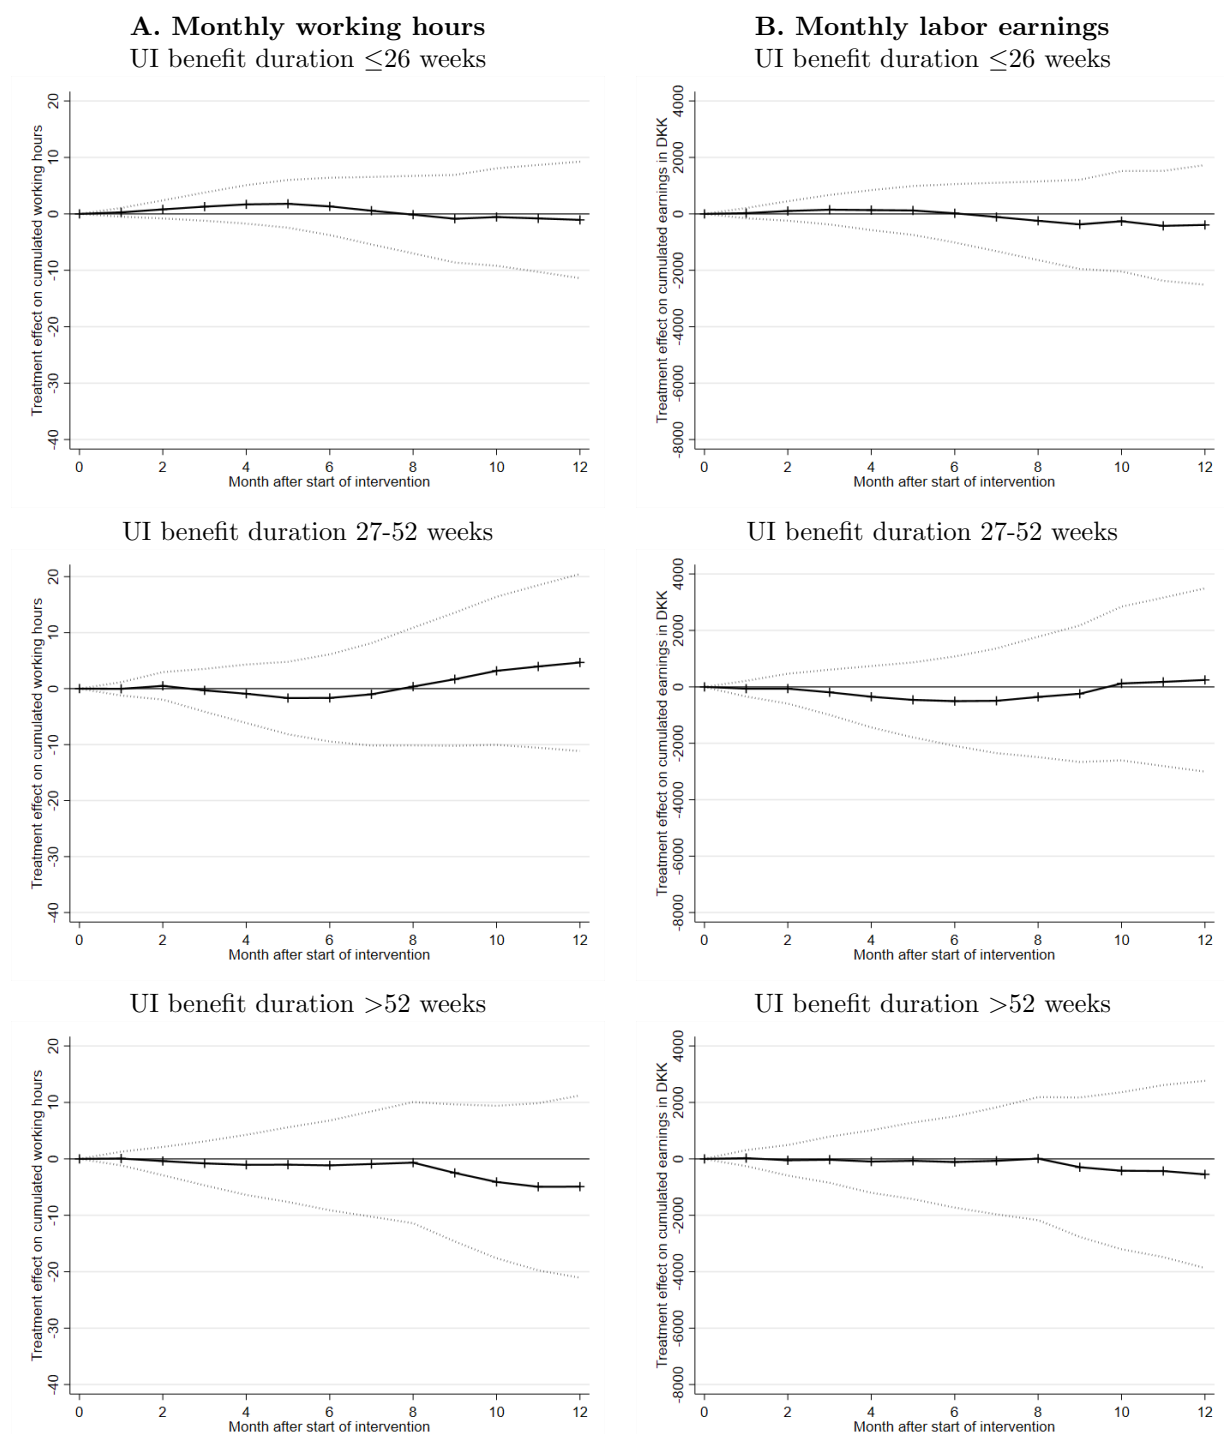 A. Monthly working hours
UI benefit duration ≤26 weeks
Treatment effect on cumulated working hours
20
10
0
-10
-20
-30
-40
0 2 4 6 8 10 12
Month after start of intervention
B. Monthly labor earnings
UI benefit duration ≤26 weeks
Treatment effect on cumulated earnings in DKK
4000
2000
0
-2000
-4000
-6000
-8000
0 2 4 6 8 10 12
Month after start of intervention
UI benefit duration 27-52 weeks
Treatment effect on cumulated working hours
20
10
0
-10
-20
-30
-40
0 2 4 6 8 10 12
Month after start of intervention
UI benefit duration 27-52 weeks
Treatment effect on cumulated earnings in DKK
4000
2000
0
-2000
-4000
-6000
-8000
0 2 4 6 8 10 12
Month after start of intervention
UI benefit duration >52 weeks
Treatment effect on cumulated working hours
20
10
0
-10
-20
-30
-40
0 2 4 6 8 10 12
Month after start of intervention
UI benefit duration >52 weeks
Treatment effect on cumulated earnings in DKK
4000
2000
0
-2000
-4000
-6000
-8000
0 2 4 6 8 10 12
Month after start of intervention